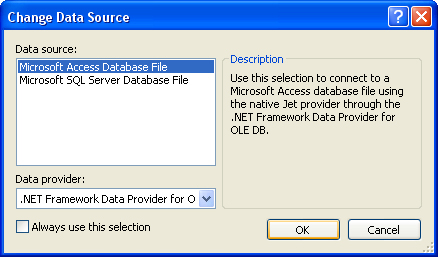 Change Data Source
Data source:
Microsoft Access Database File
Microsoft SQL Server Database File
Description
Use this selection to connect to a
Microsoft Access database file using
the native Jet provider through the
.NET Framework Data Provider for
OLE DB.
Data provider:
.NET Framework Data Provider for O
Always use this selection
OK
Cancel